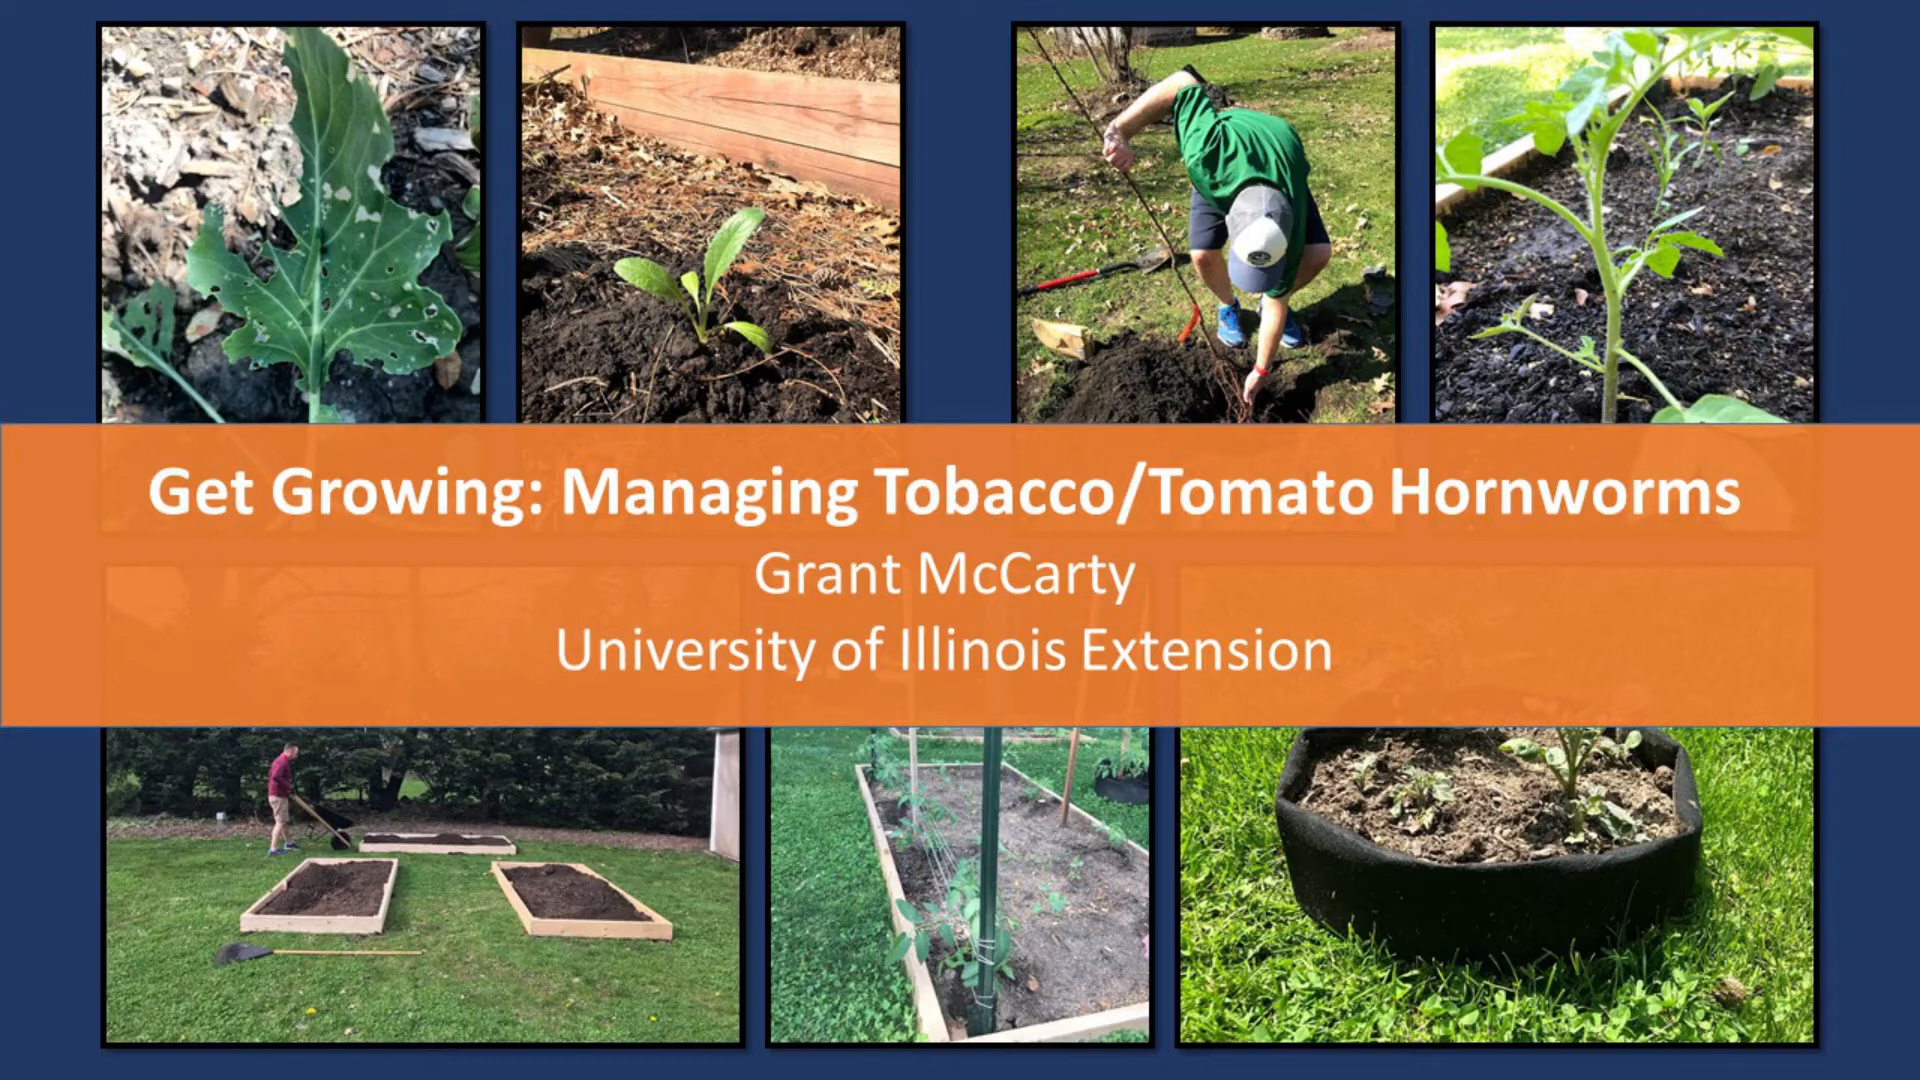 Get Growing: Managing Tobacco/Tomato Hornworms
Grant McCarty
University of Illinois Extension